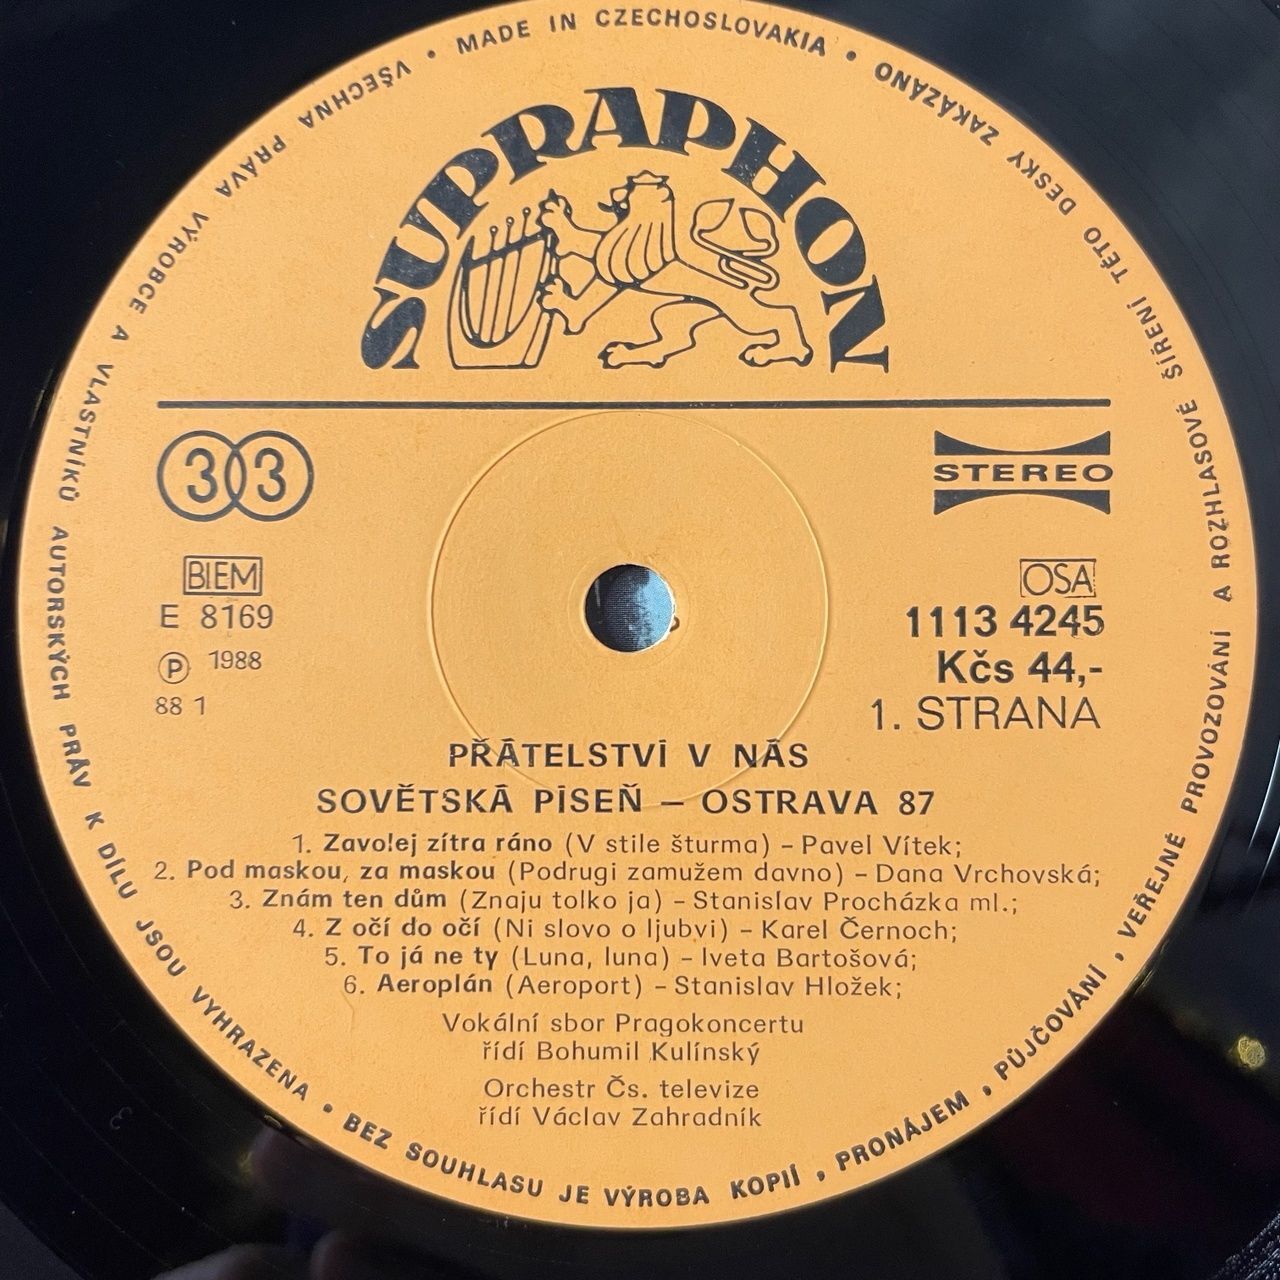 MADE IN CZECHOSLOVAKIA • ZAKÁZÁNO
VŠECHNA PRÁVA VÝROBCE A VLASTNÍKŮ AUTORSKÝCH PRÁV K DÍLU JSOU VYHRAZENA • BEZ SOUHLASU JE VÝROBA KOPIÍ, PRONÁJEM, PŮJČOVÁNÍ, VEŘEJNÉ PROVOZOVÁNÍ A ROZHLASOVÉ ŠÍŘENÍ TÉTO DESKY ZAKÁZÁNO •
SUPRAPHON
33
STEREO
BIEM
E 8169
Ⓟ 1988
88 1
OSA
1113 4245
Kčs 44,-
1. STRANA
PŘÁTELSTVÍ V NÁS
SOVĚTSKÁ PÍSEŇ – OSTRAVA 87
1. Zavolej zítra ráno (V stile šturma) – Pavel Vítek;
2. Pod maskou, za maskou (Podrugi zamužem davno) – Dana Vrchovská;
3. Znám ten dům (Znaju tolko ja) – Stanislav Procházka ml.;
4. Z očí do očí (Ni slovo o ljubvi) – Karel Černoch;
5. To já ne ty (Luna, luna) – Iveta Bartošová;
6. Aeroplán (Aeroport) – Stanislav Hložek;
Vokální sbor Pragokoncertu
řídí Bohumil Kulínský
Orchestr Čs. televize
řídí Václav Zahradník